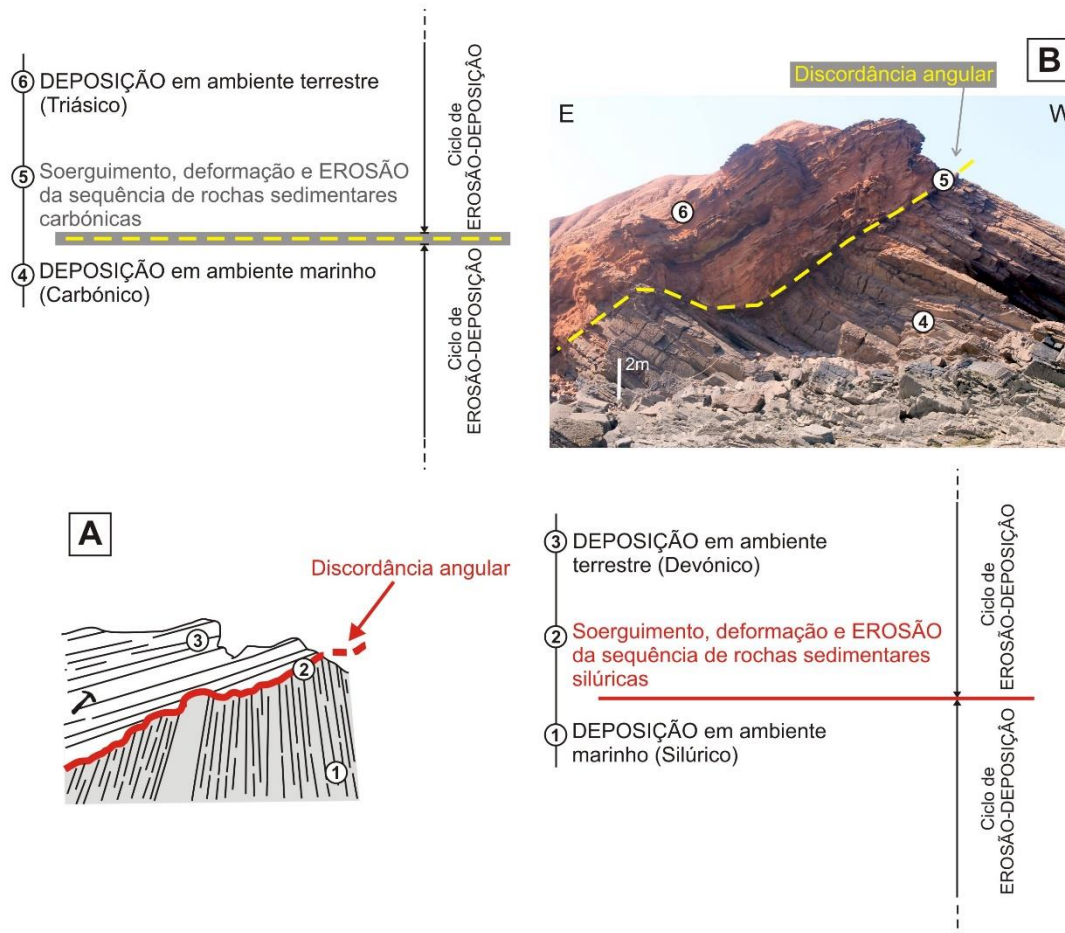 6 DEPOSIÇÃO em ambiente terrestre
(Triásico)
5 Soerguimento, deformação e EROSÃO
da sequência de rochas sedimentares
carbónicas
4 DEPOSIÇÃO em ambiente marinho
(Carbónico)
Ciclo de
EROSÃO-DEPOSIÇÃO
Ciclo de
EROSÃO-DEPOSIÇÃO
B
Discordância angular
E
W
5
6
4
2m
A
Discordância angular
3
2
1
3 DEPOSIÇÃO em ambiente
terrestre (Devónico)
2 Soerguimento, deformação e EROSÃO
da sequência de rochas sedimentares
silúricas
1 DEPOSIÇÃO em ambiente
marinho (Silúrico)
Ciclo de
EROSÃO-DEPOSIÇÃO
Ciclo de
EROSÃO-DEPOSIÇÃO